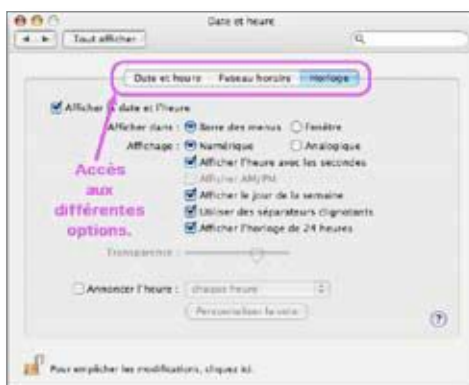 Date et heure
Tout afficher
Date et heure Fuseau horaire Horloge
Afficher la date et l'heure
Afficher dans : Barre des menus Fenêtre
Affichage : Numérique Analogique
Afficher l'heure avec les secondes
Afficher AM/PM
Afficher le jour de la semaine
Utiliser des séparateurs clignotants
Afficher l'horloge de 24 heures
Accès
aux
différentes
options.
Transparence :
Annoncer l'heure : chaque heure
Personnaliser la voix
?
Pour empêcher les modifications, cliquez ici.